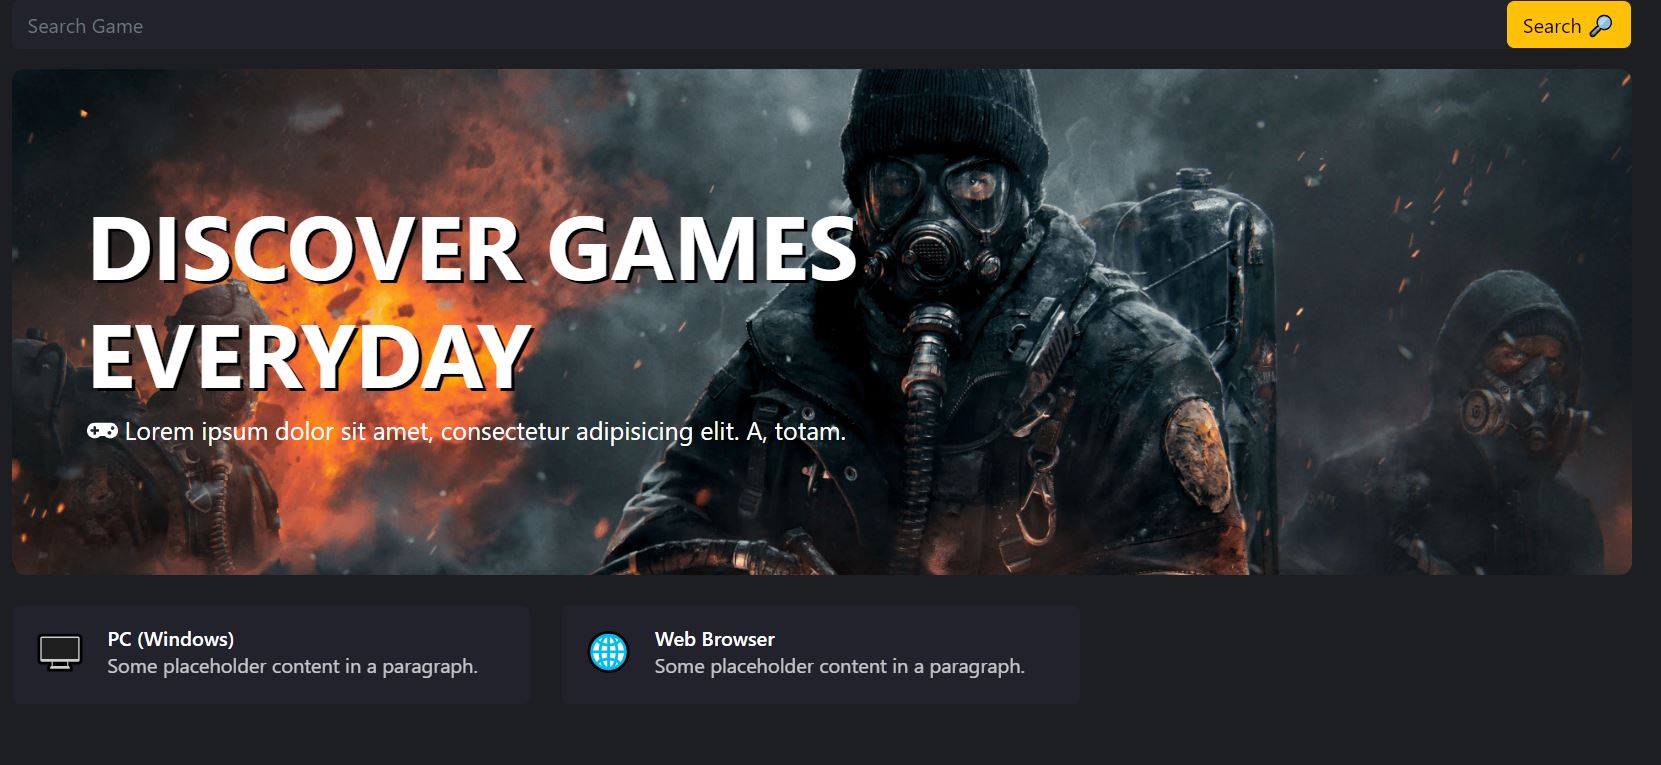 Search Game
Search
DISCOVER GAMES
EVERYDAY
Lorem ipsum dolor sit amet, consectetur adipisicing elit. A, totam.
PC (Windows)
Some placeholder content in a paragraph.
Web Browser
Some placeholder content in a paragraph.